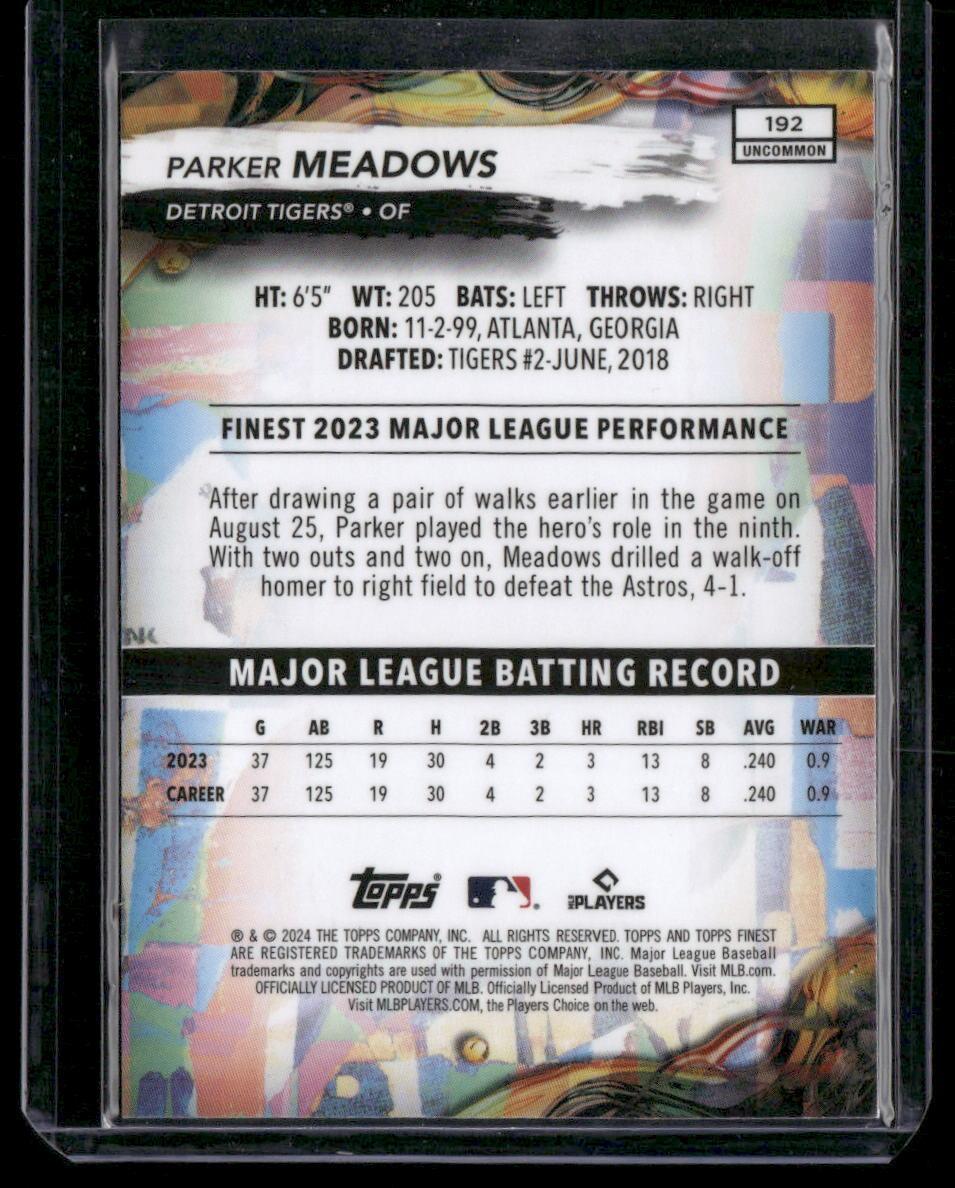 192
UNCOMMON
PARKER MEADOWS
DETROIT TIGERS® • OF
HT: 6'5" WT: 205 BATS: LEFT THROWS: RIGHT
BORN: 11-2-99, ATLANTA, GEORGIA
DRAFTED: TIGERS #2-JUNE, 2018
FINEST 2023 MAJOR LEAGUE PERFORMANCE
After drawing a pair of walks earlier in the game on
August 25, Parker played the hero's role in the ninth.
With two outs and two on, Meadows drilled a walk-off
homer to right field to defeat the Astros, 4-1.
NK
MAJOR LEAGUE BATTING RECORD
G AB R H 2B 3B HR RBI SB AVG WAR
2023 37 125 19 30 4 2 3 13 8 .240 0.9
CAREER 37 125 19 30 4 2 3 13 8 .240 0.9
topps® ® PLAYERS
® & © 2024 THE TOPPS COMPANY, INC. ALL RIGHTS RESERVED. TOPPS AND TOPPS FINEST
ARE REGISTERED TRADEMARKS OF THE TOPPS COMPANY, INC. Major League Baseball
trademarks and copyrights are used with permission of Major League Baseball. Visit MLB.com.
OFFICIALLY LICENSED PRODUCT OF MLB. Officially Licensed Product of MLB Players, Inc.
Visit MLBPLAYERS.COM, the Players Choice on the web.